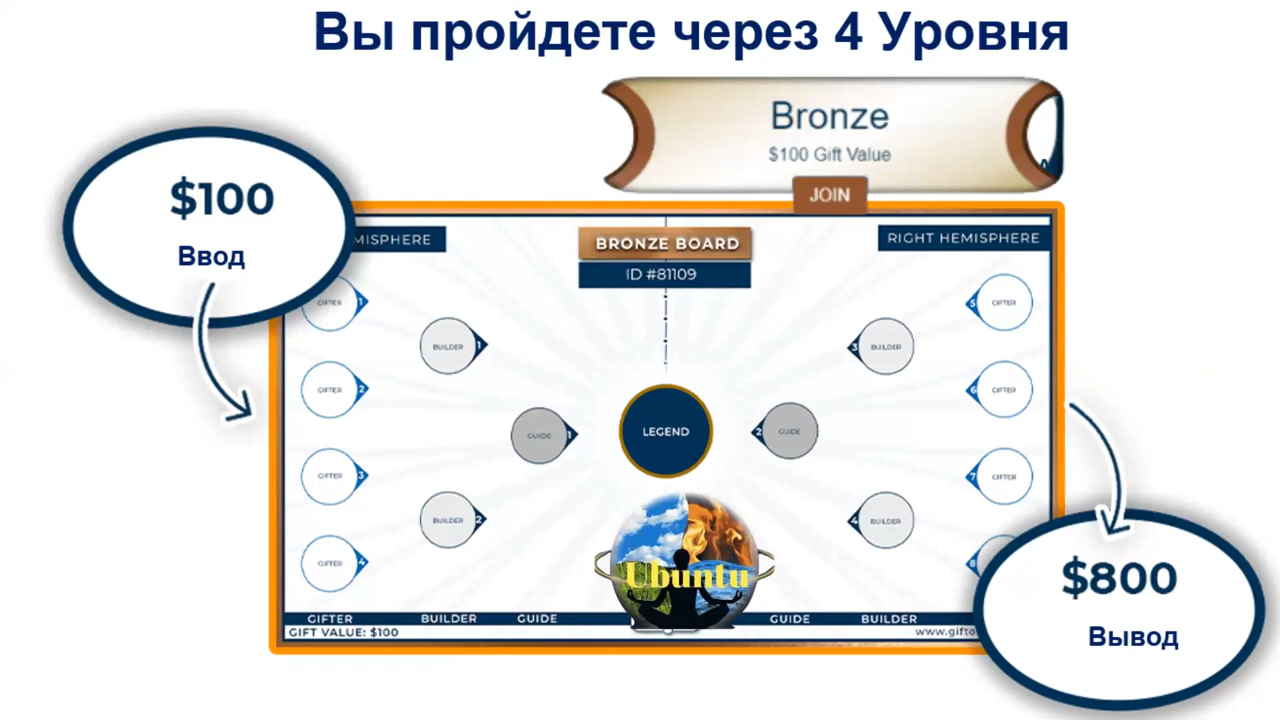 Вы пройдете через 4 Уровня
Bronze
$100 Gift Value
JOIN
$100
Ввод
MISPHERE
BRONZE BOARD
ID #81109
RIGHT HEMISPHERE
GIFTER 1
BUILDER 1
GIFTER 2
GUIDE 1
GIFTER 3
BUILDER 2
GIFTER 4
LEGEND
Ubuntu
5 GIFTER
3 BUILDER
6 GIFTER
2 GUIDE
7 GIFTER
4 BUILDER
8
$800
Вывод
GIFTER BUILDER GUIDE GUIDE BUILDER
GIFT VALUE: $100
www.gifto